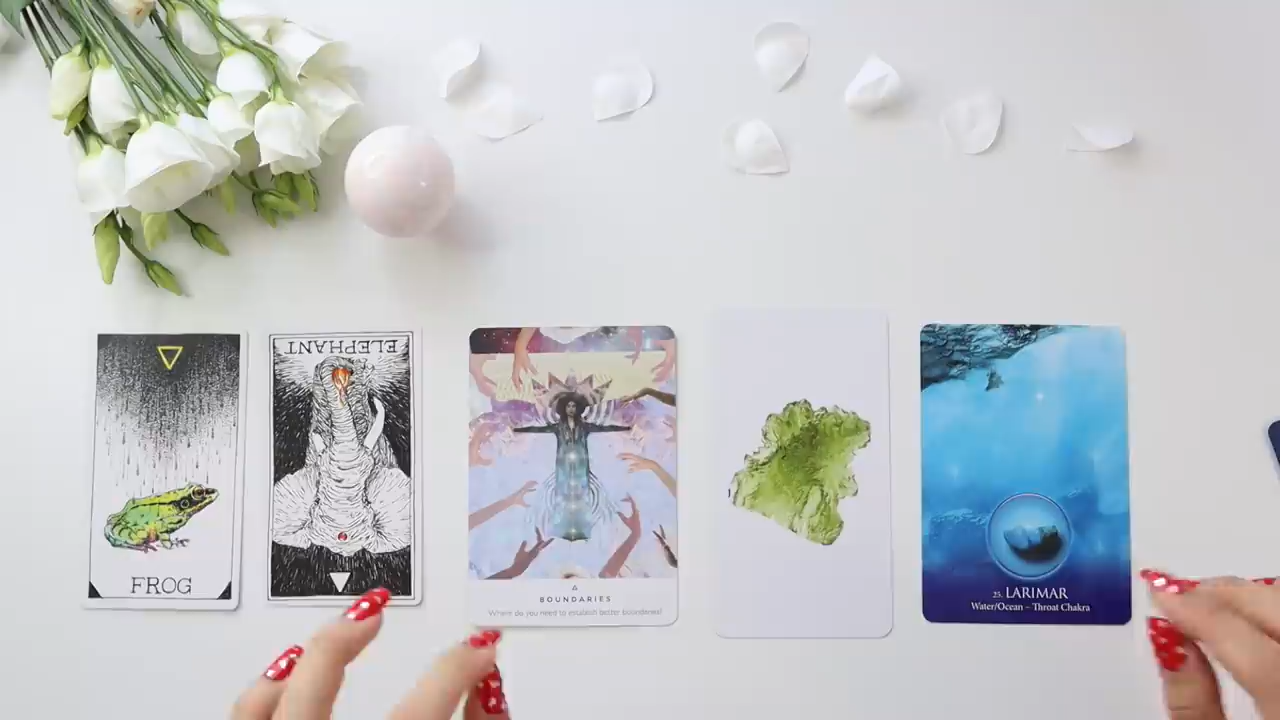 FROG
ELEPHANT
BOUNDARIES
Where do you need to establish better boundaries?
25. LARIMAR
Water/Ocean – Throat Chakra